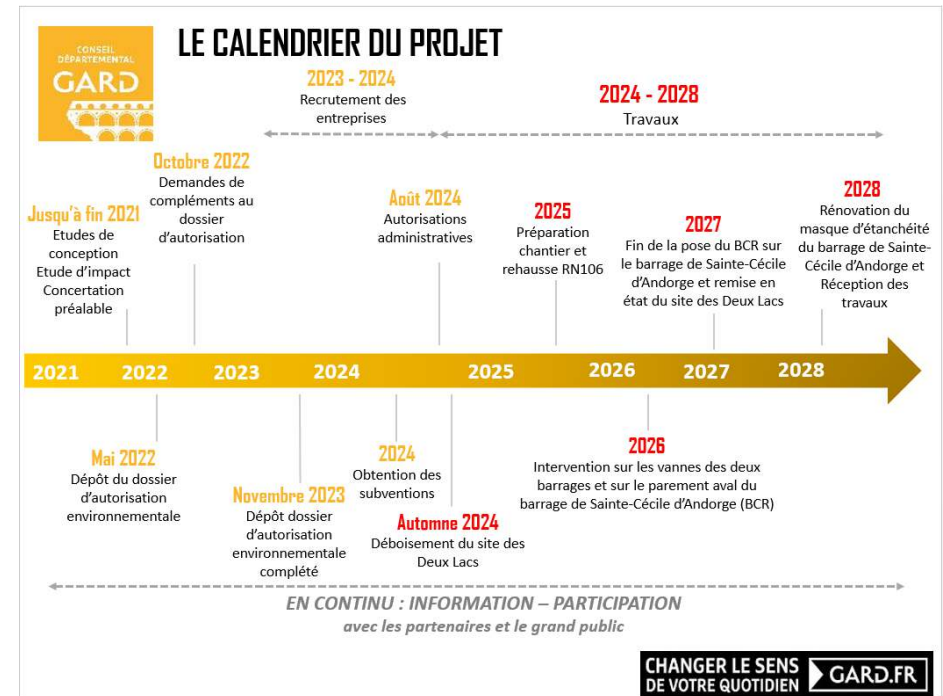 CONSEIL
DÉPARTEMENTAL
GARD
LE CALENDRIER DU PROJET
2023 - 2024
Recrutement des
entreprises
2024 - 2028
Travaux
Jusqu'à fin 2021
Etudes de
conception
Etude d'impact
Concertation
préalable
Octobre 2022
Demandes de
compléments au
dossier
d'autorisation
Août 2024
Autorisations
administratives
2025
Préparation
chantier et
rehausse RN106
2027
Fin de la pose du BCR sur
le barrage de Sainte-Cécile
d'Andorge et remise en
état du site des Deux Lacs
2028
Rénovation du
masque d'étanchéité
du barrage de Sainte-
Cécile d'Andorge et
Réception des
travaux
2021 2022 2023 2024 2025 2026 2027 2028
Mai 2022
Dépôt du dossier
d'autorisation
environnementale
Novembre 2023
Dépôt dossier
d'autorisation
environnementale
complété
2024
Obtention des
subventions
Automne 2024
Déboisement du site des
Deux Lacs
2026
Intervention sur les vannes des deux
barrages et sur le parement aval du
barrage de Sainte-Cécile d'Andorge (BCR)
EN CONTINU : INFORMATION – PARTICIPATION
avec les partenaires et le grand public
CHANGER LE SENS
DE VOTRE QUOTIDIEN
GARD.FR